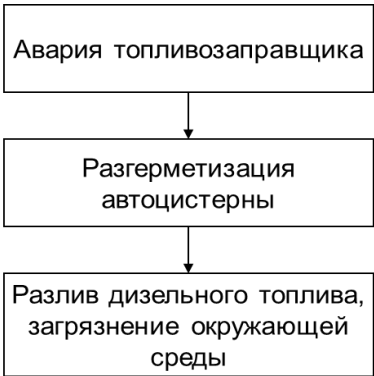 Авария топливозаправщика
Разгерметизация
автоцистерны
Разлив дизельного топлива,
загрязнение окружающей
среды